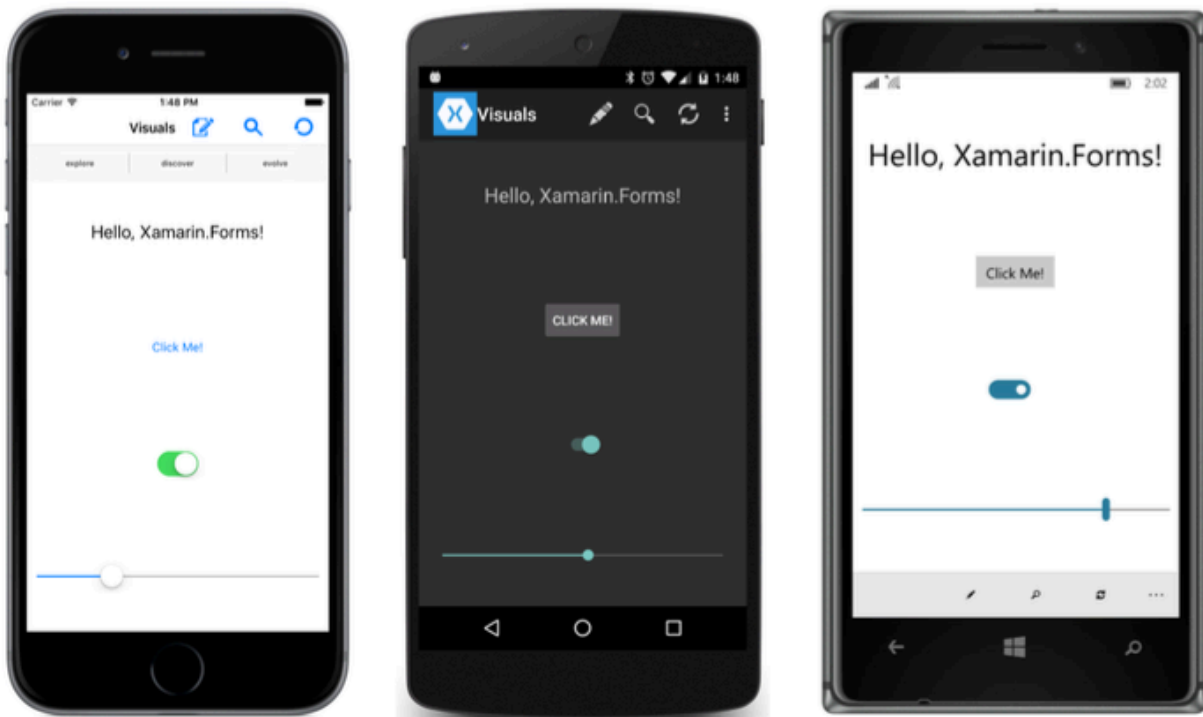 Carrier 1:48 PM
Visuals
explore discover evolve
Hello, Xamarin.Forms!
Click Me!
1:48
X Visuals
Hello, Xamarin.Forms!
CLICK ME!
2:02
Hello, Xamarin.Forms!
Click Me!